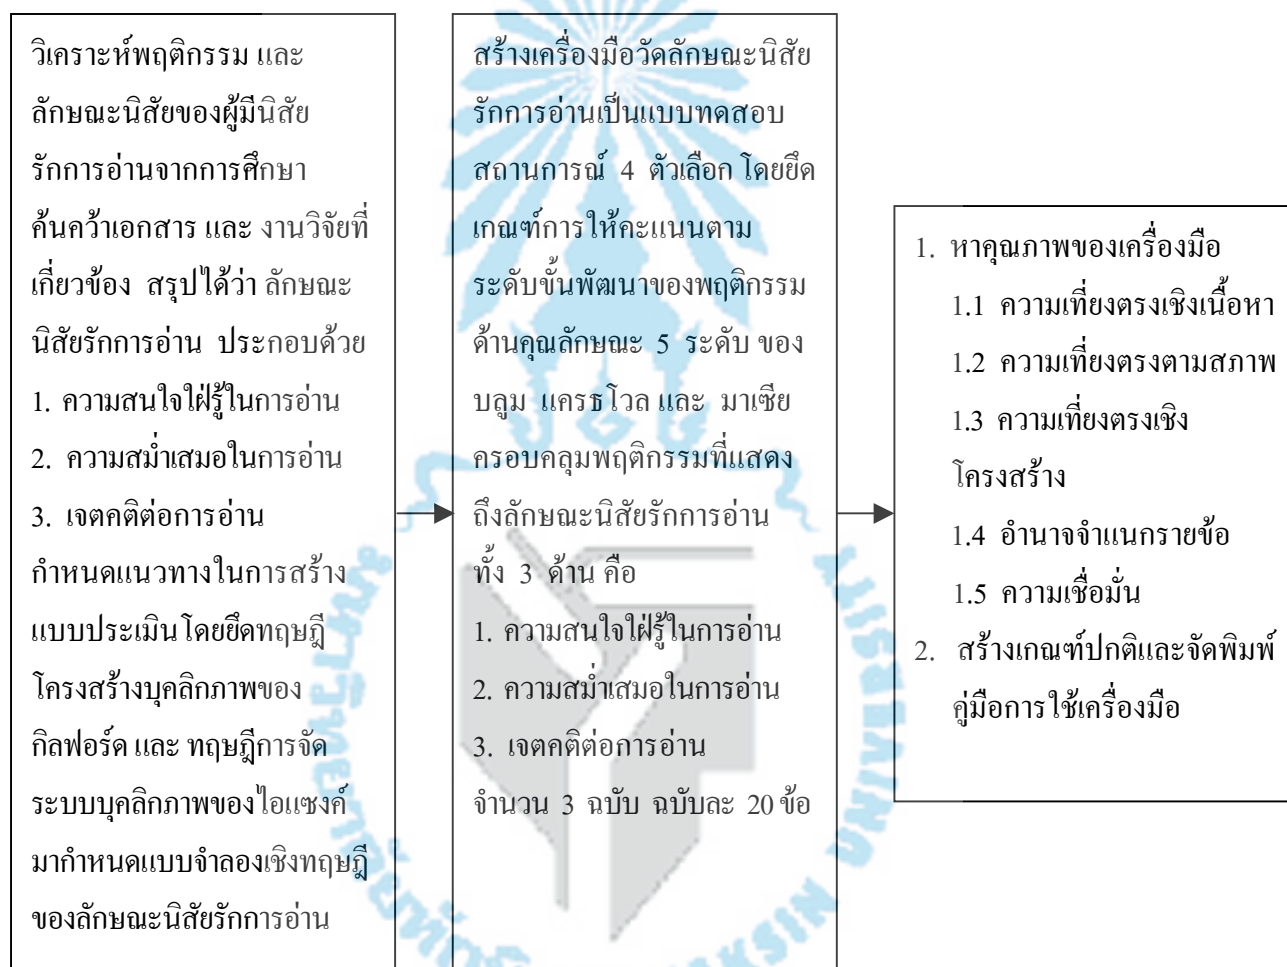 วิเคราะห์พฤติกรรม และ
ลักษณะนิสัยของผู้มีนิสัย
รักการอ่านจากการศึกษา
ค้นคว้าเอกสาร และ งานวิจัยที่
เกี่ยวข้อง สรุปได้ว่า ลักษณะ
นิสัยรักการอ่าน ประกอบด้วย
1. ความสนใจใฝ่รู้ในการอ่าน
2. ความสม่ำเสมอในการอ่าน
3. เจตคติต่อการอ่าน
กำหนดแนวทางในการสร้าง
แบบประเมินโดยยึดทฤษฎี
โครงสร้างบุคลิกภาพของ
กิลฟอร์ด และ ทฤษฎีการจัด
ระบบบุคลิกภาพของไอแซงค์
มากำหนดแบบจำลองเชิงทฤษฎี
ของลักษณะนิสัยรักการอ่าน
สร้างเครื่องมือวัดลักษณะนิสัย
รักการอ่านเป็นแบบทดสอบ
สถานการณ์ 4 ตัวเลือก โดยยึด
เกณฑ์การให้คะแนนตาม
ระดับขั้นพัฒนาของพฤติกรรม
ด้านคุณลักษณะ 5 ระดับ ของ
บลูม แครธโวล และ มาเซีย
ครอบคลุมพฤติกรรมที่แสดง
ถึงลักษณะนิสัยรักการอ่าน
ทั้ง 3 ด้าน คือ
1. ความสนใจใฝ่รู้ในการอ่าน
2. ความสม่ำเสมอในการอ่าน
3. เจตคติต่อการอ่าน
จำนวน 3 ฉบับ ฉบับละ 20 ข้อ
1. หาคุณภาพของเครื่องมือ
1.1 ความเที่ยงตรงเชิงเนื้อหา
1.2 ความเที่ยงตรงตามสภาพ
1.3 ความเที่ยงตรงเชิง
โครงสร้าง
1.4 อำนาจจำแนกรายข้อ
1.5 ความเชื่อมั่น
2. สร้างเกณฑ์ปกติและจัดพิมพ์
คู่มือการใช้เครื่องมือ